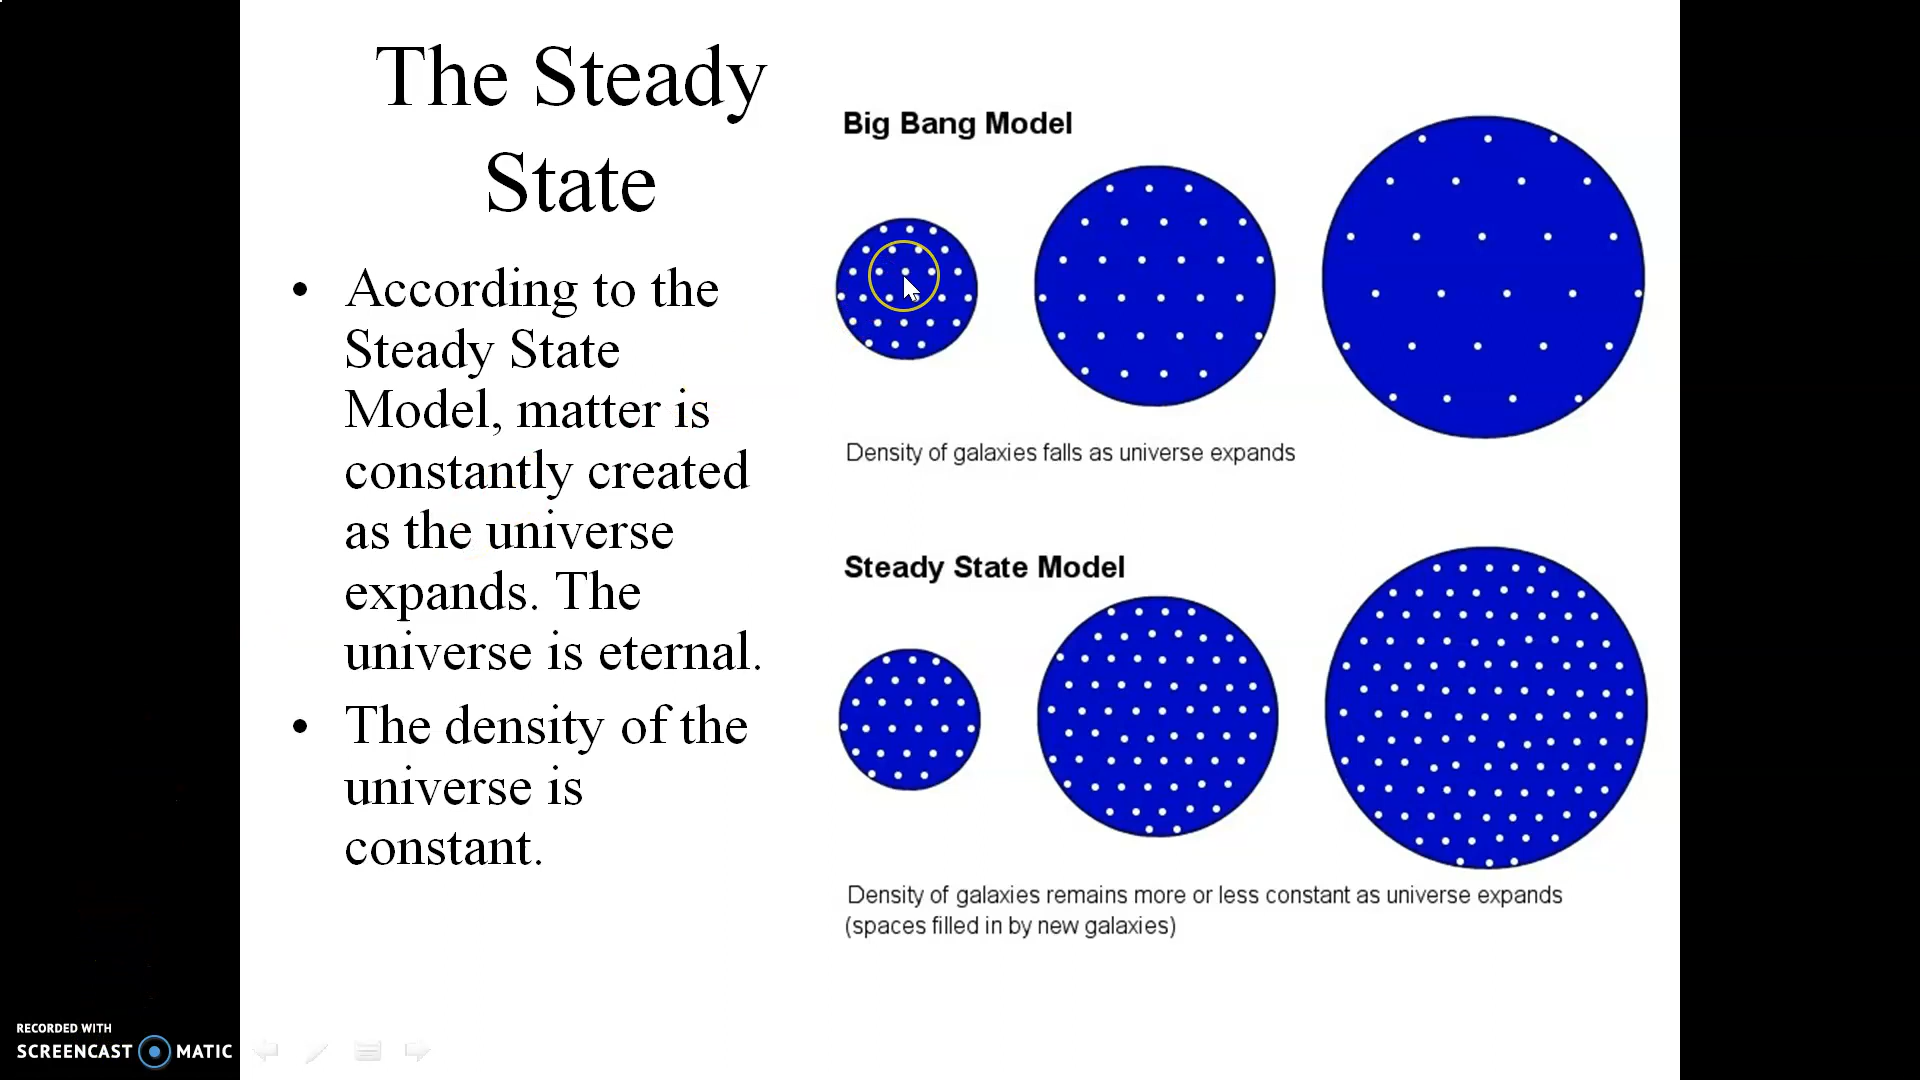 The Steady
State
• According to the
Steady State
Model, matter is
constantly created
as the universe
expands. The
universe is eternal.
• The density of the
universe is
constant.
Big Bang Model
Density of galaxies falls as universe expands
Steady State Model
Density of galaxies remains more or less constant as universe expands
(spaces filled in by new galaxies)
RECORDED WITH
SCREENCAST MATIC